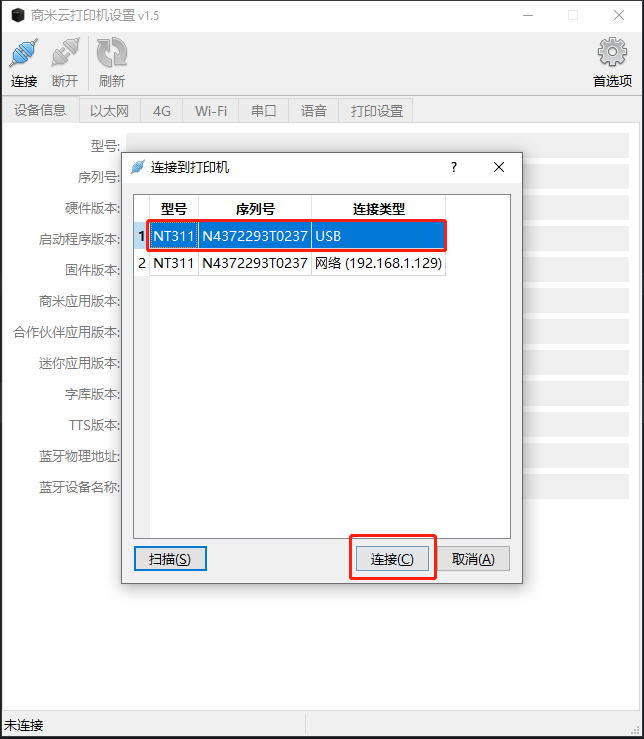 商米云打印机设置 v1.5
连接 断开 刷新 首选项
设备信息 以太网 4G Wi-Fi 串口 语音 打印设置
型号:
序列号:
硬件版本:
启动程序版本:
固件版本:
商米应用版本:
合作伙伴应用版本:
迷你应用版本:
字库版本:
TTS版本:
蓝牙物理地址:
蓝牙设备名称:
连接到打印机 ?
型号 序列号 连接类型
1 NT311 N4372293T0237 USB
2 NT311 N4372293T0237 网络 (192.168.1.129)
扫描(S) 连接(C) 取消(A)
未连接